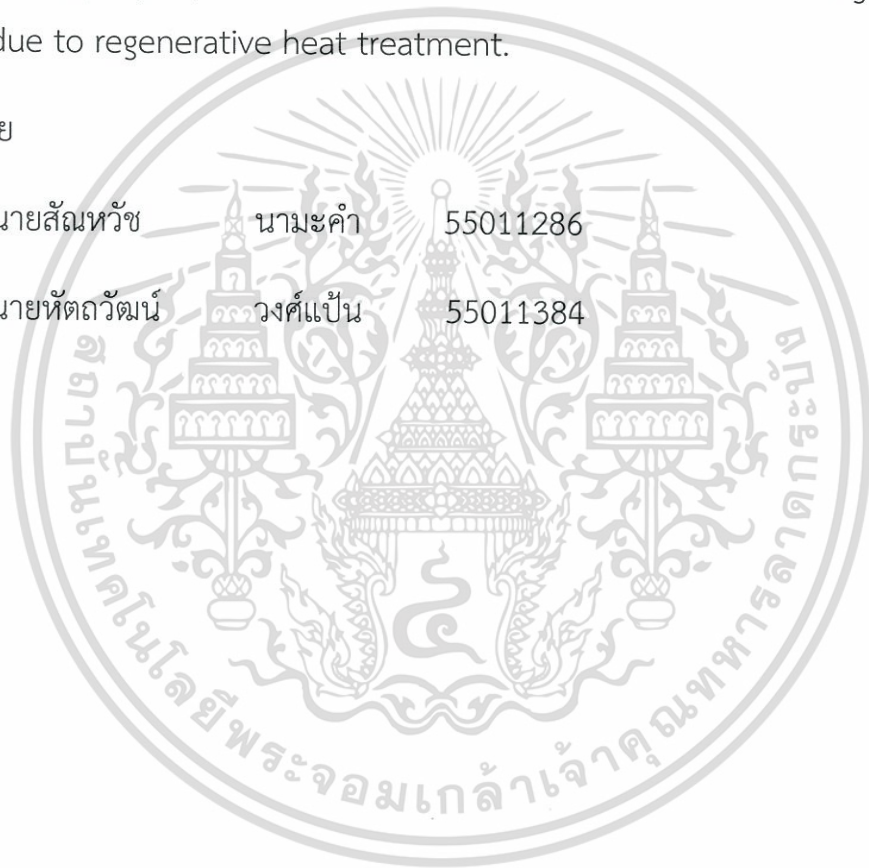 due to regenerative heat treatment.
ย
นายสัณหวัช นามะคำ 55011286
นายหัตถวัฒน์ วงศ์แป้น 55011384
สถาบันเทคโนโลยีพระจอมเกล้าเจ้าคุณทหารลาดกระบัง